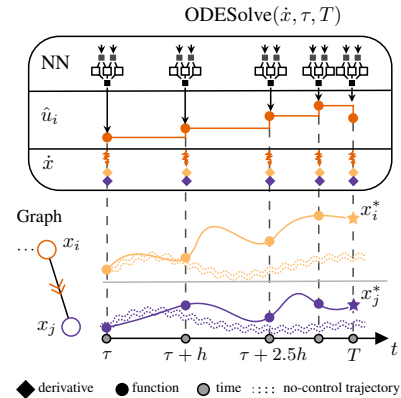 ODESolve(ẋ, τ, T)
NN
û_i
ẋ
Graph
... x_i
x_i^*
x_j
x_j^*
τ τ + h τ + 2.5h T t
derivative function time no-control trajectory